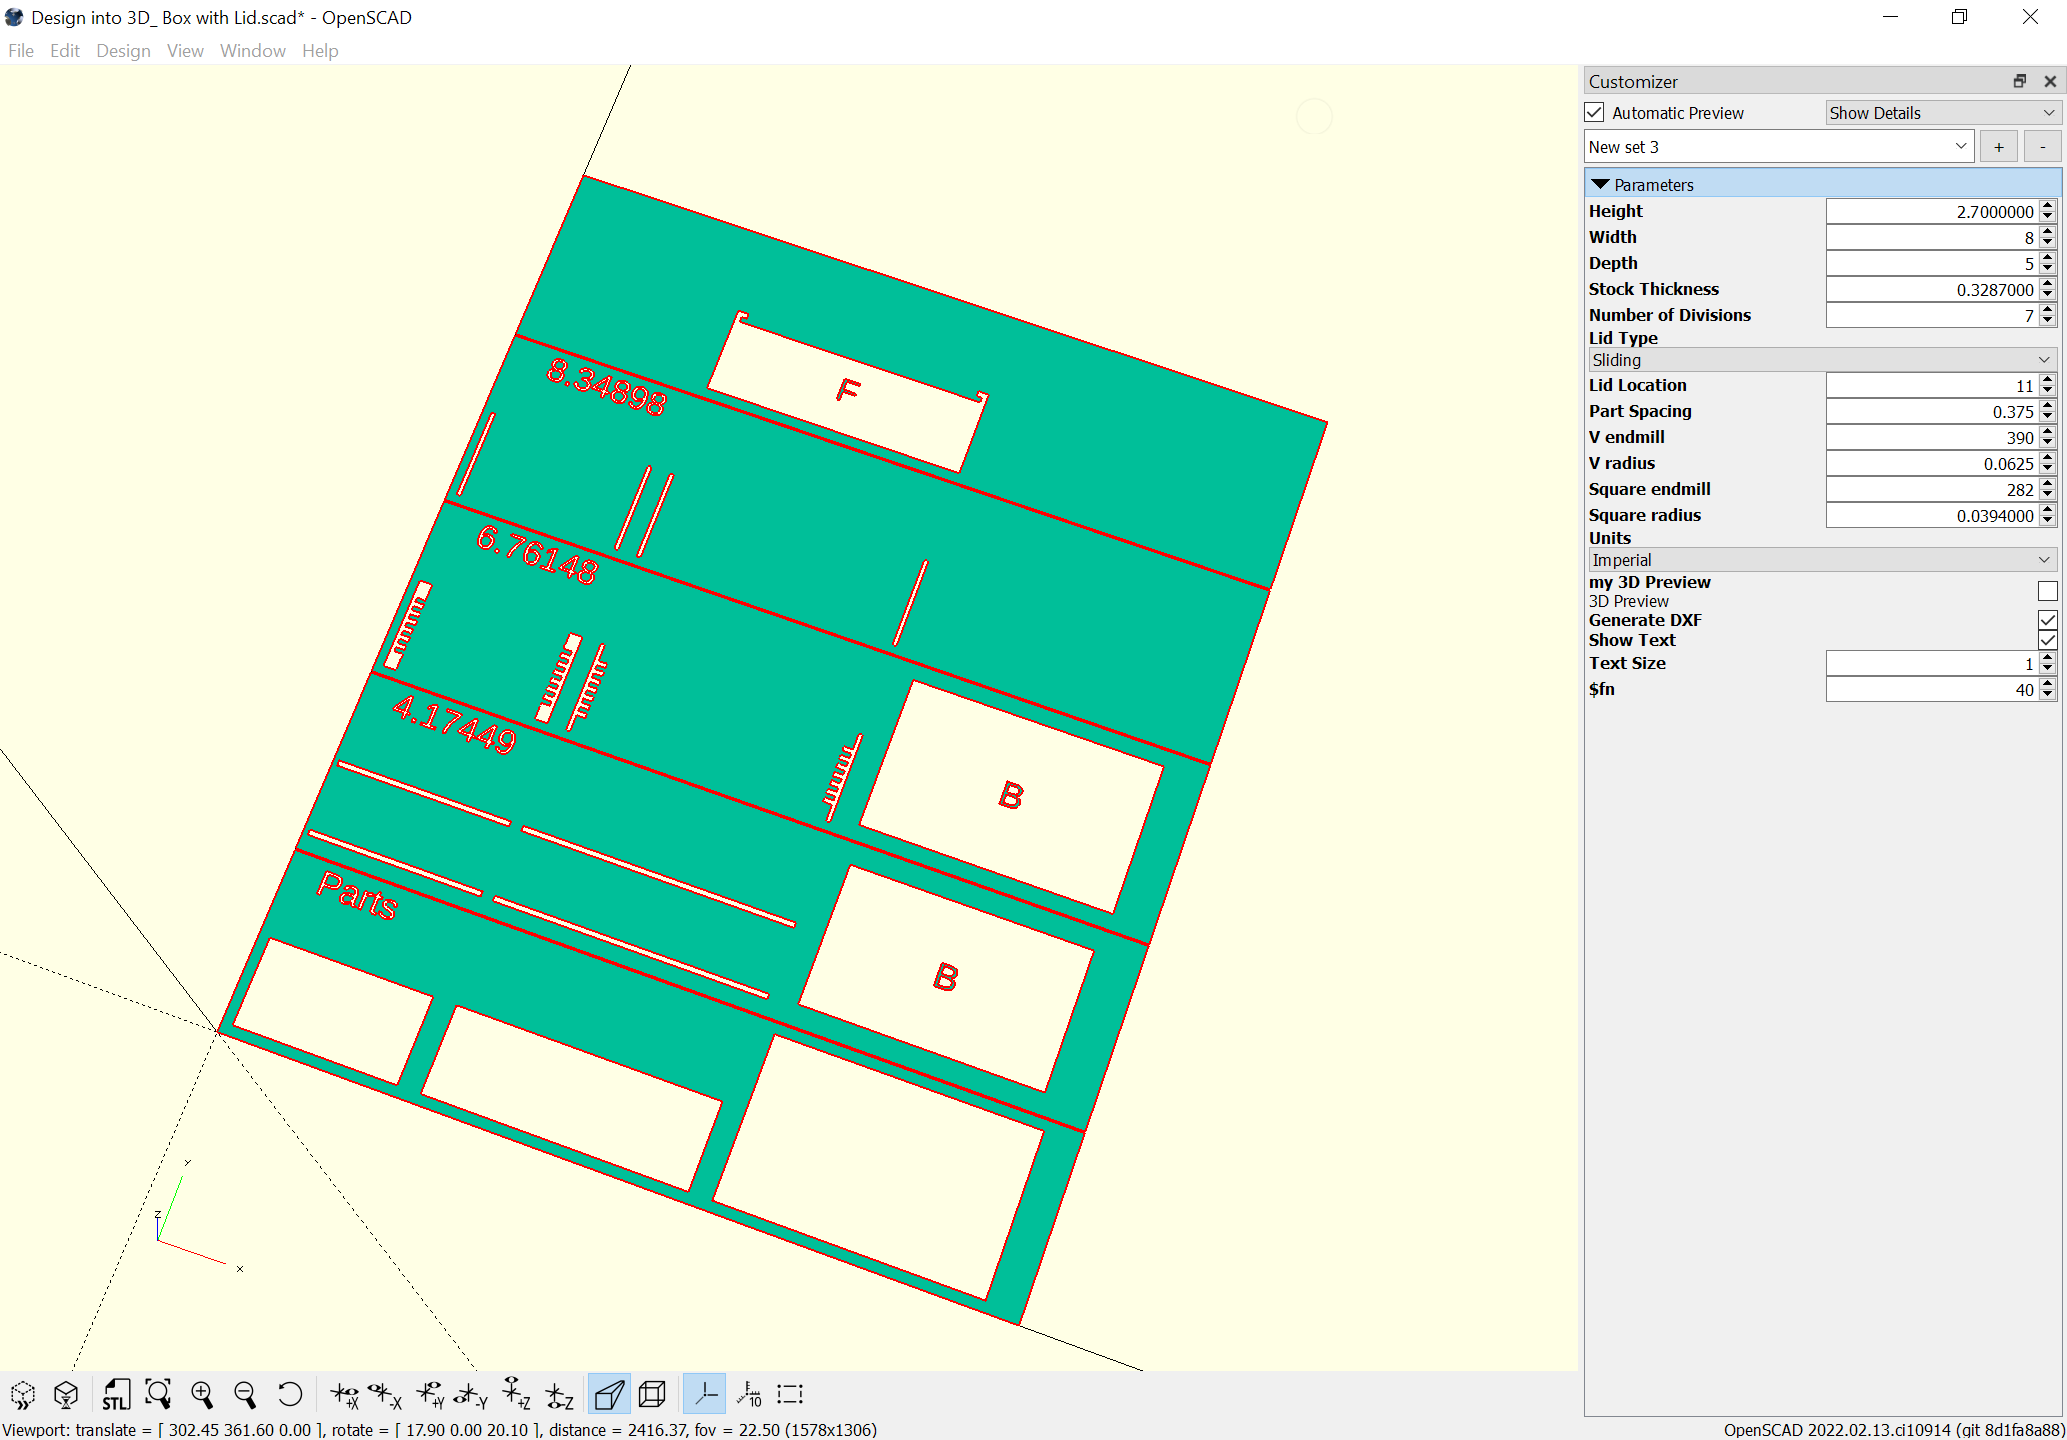 Design into 3D_ Box with Lid.scad* - OpenSCAD
File Edit Design View Window Help
8.34898
F
6.76148
4.17449
B
B
Parts
Y
Z
X
Customizer
Automatic Preview Show Details
New set 3 + -
Parameters
Height 2.7000000
Width 8
Depth 5
Stock Thickness 0.3287000
Number of Divisions 7
Lid Type
Sliding
Lid Location 11
Part Spacing 0.375
V endmill 390
V radius 0.0625
Square endmill 282
Square radius 0.0394000
Units
Imperial
my 3D Preview
3D Preview
Generate DXF
Show Text
Text Size 1
$fn 40
STL +X -X +Y -Y +Z -Z 10
Viewport: translate = [ 302.45 361.60 0.00 ], rotate = [ 17.90 0.00 20.10 ], distance = 2416.37, fov = 22.50 (1578x1306)
OpenSCAD 2022.02.13.ci10914 (git 8d1fa8a88)